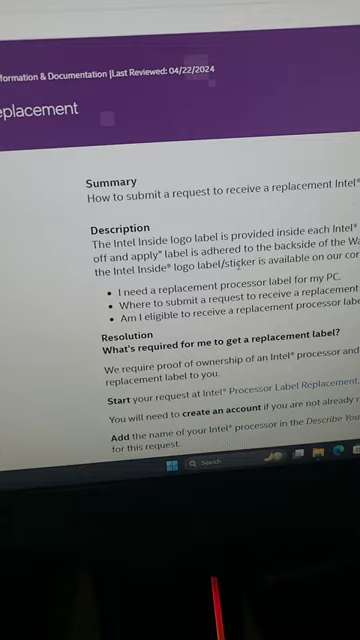 formation & Documentation | Last Reviewed: 04/22/2024
eplacement
Summary
How to submit a request to receive a replacement Intel®
Description
The Intel Inside logo label is provided inside each Intel®
off and apply" label is adhered to the backside of the Wa
the Intel Inside® logo label/sticker is available on our cor
• I need a replacement processor label for my PC.
• Where to submit a request to receive a replacement
• Am I eligible to receive a replacement processor labe
Resolution
What's required for me to get a replacement label?
We require proof of ownership of an Intel® processor and
replacement label to you.
Start your request at Intel® Processor Label Replacement.
You will need to create an account if you are not already r
Add the name of your Intel® processor in the Describe You
for this request.
Search